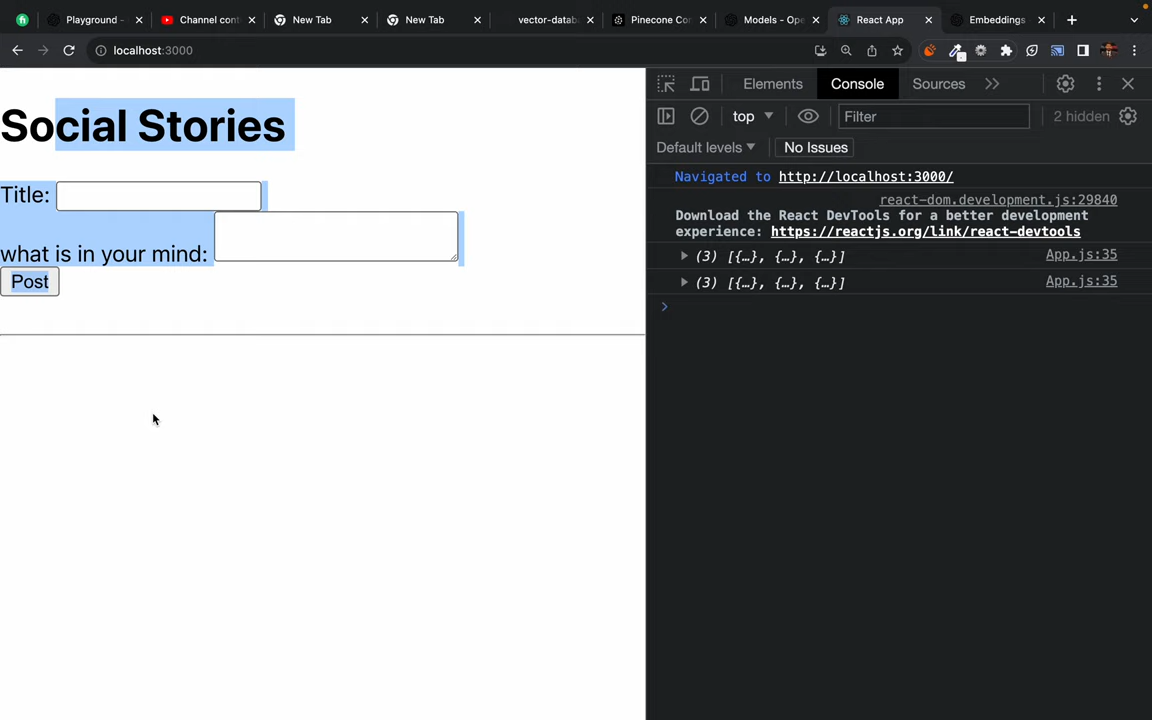 Playground -
Channel con
New Tab
New Tab
vector-datab
Pinecone Co
Models - Ope
React App
Embeddings
localhost:3000
Elements
Console
Sources
top
Filter
2 hidden
Default levels
No Issues
Social Stories
Title:
what is in your mind:
Post
Navigated to http://localhost:3000/
react-dom.development.js:29840
Download the React DevTools for a better development
experience: https://reactjs.org/link/react-devtools
(3) [{…}, {…}, {…}]
App.js:35
(3) [{…}, {…}, {…}]
App.js:35